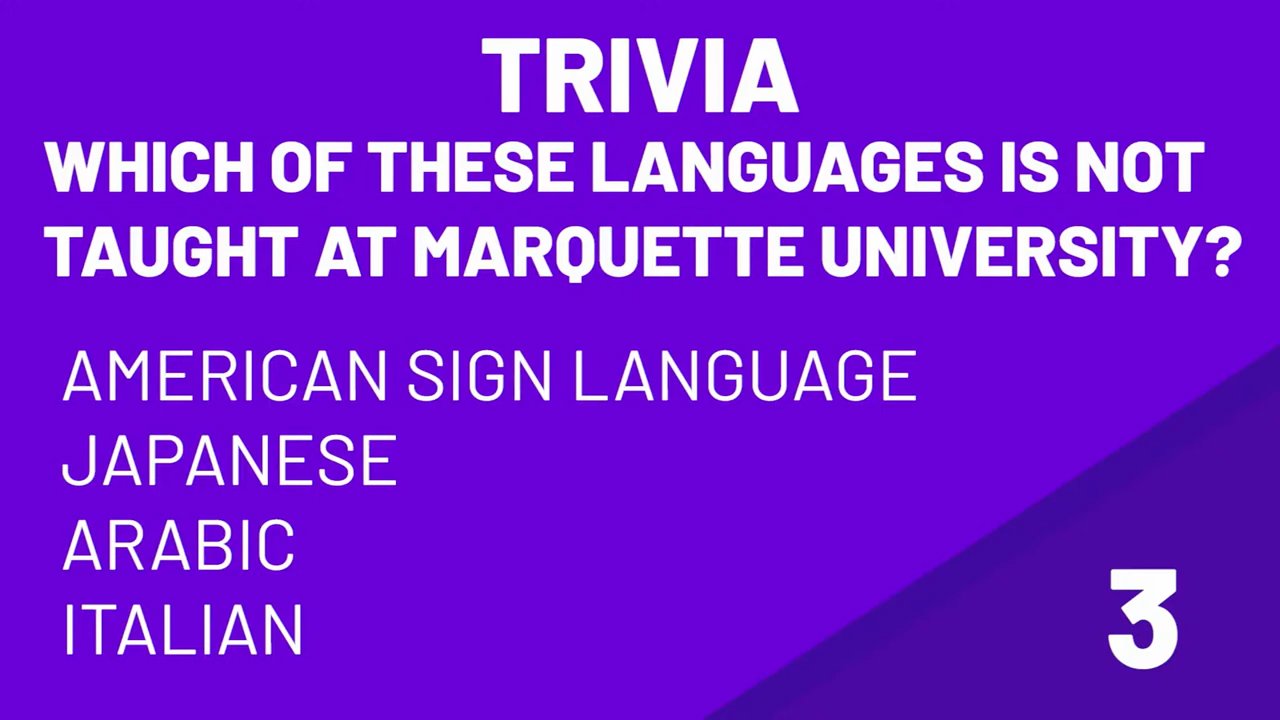 TRIVIA
WHICH OF THESE LANGUAGES IS NOT
TAUGHT AT MARQUETTE UNIVERSITY?
AMERICAN SIGN LANGUAGE
JAPANESE
ARABIC
ITALIAN
3